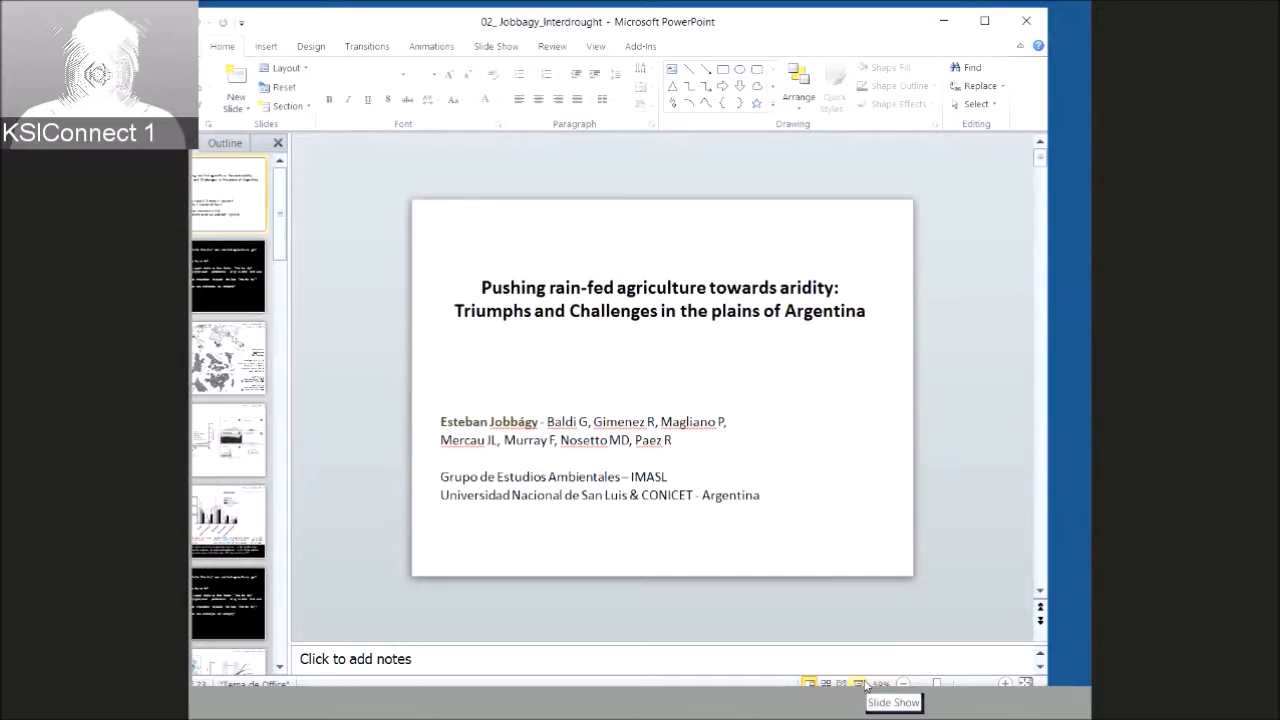 02_ Jobbagy_Interdrought - Microsoft PowerPoint
Home Insert Design Transitions Animations Slide Show Review View Add-Ins
Layout
Reset
Section
New
Slide
Slides
Font
Paragraph
Arrange
Quick
Styles
Shape Fill
Shape Outline
Shape Effects
Drawing
Find
Replace
Select
Editing
KSIConnect 1
Outline
Pushing rain-fed agriculture towards aridity:
Triumphs and Challenges in the plains of Argentina
Esteban Jobbágy - Baldi G, Gimenez R, Magliano P,
Mercau JL, Murray F, Nosetto MD, Paez R
Grupo de Estudios Ambientales – IMASL
Universidad Nacional de San Luis & CONICET - Argentina
Click to add notes
"Tema de Office"
59%
Slide Show